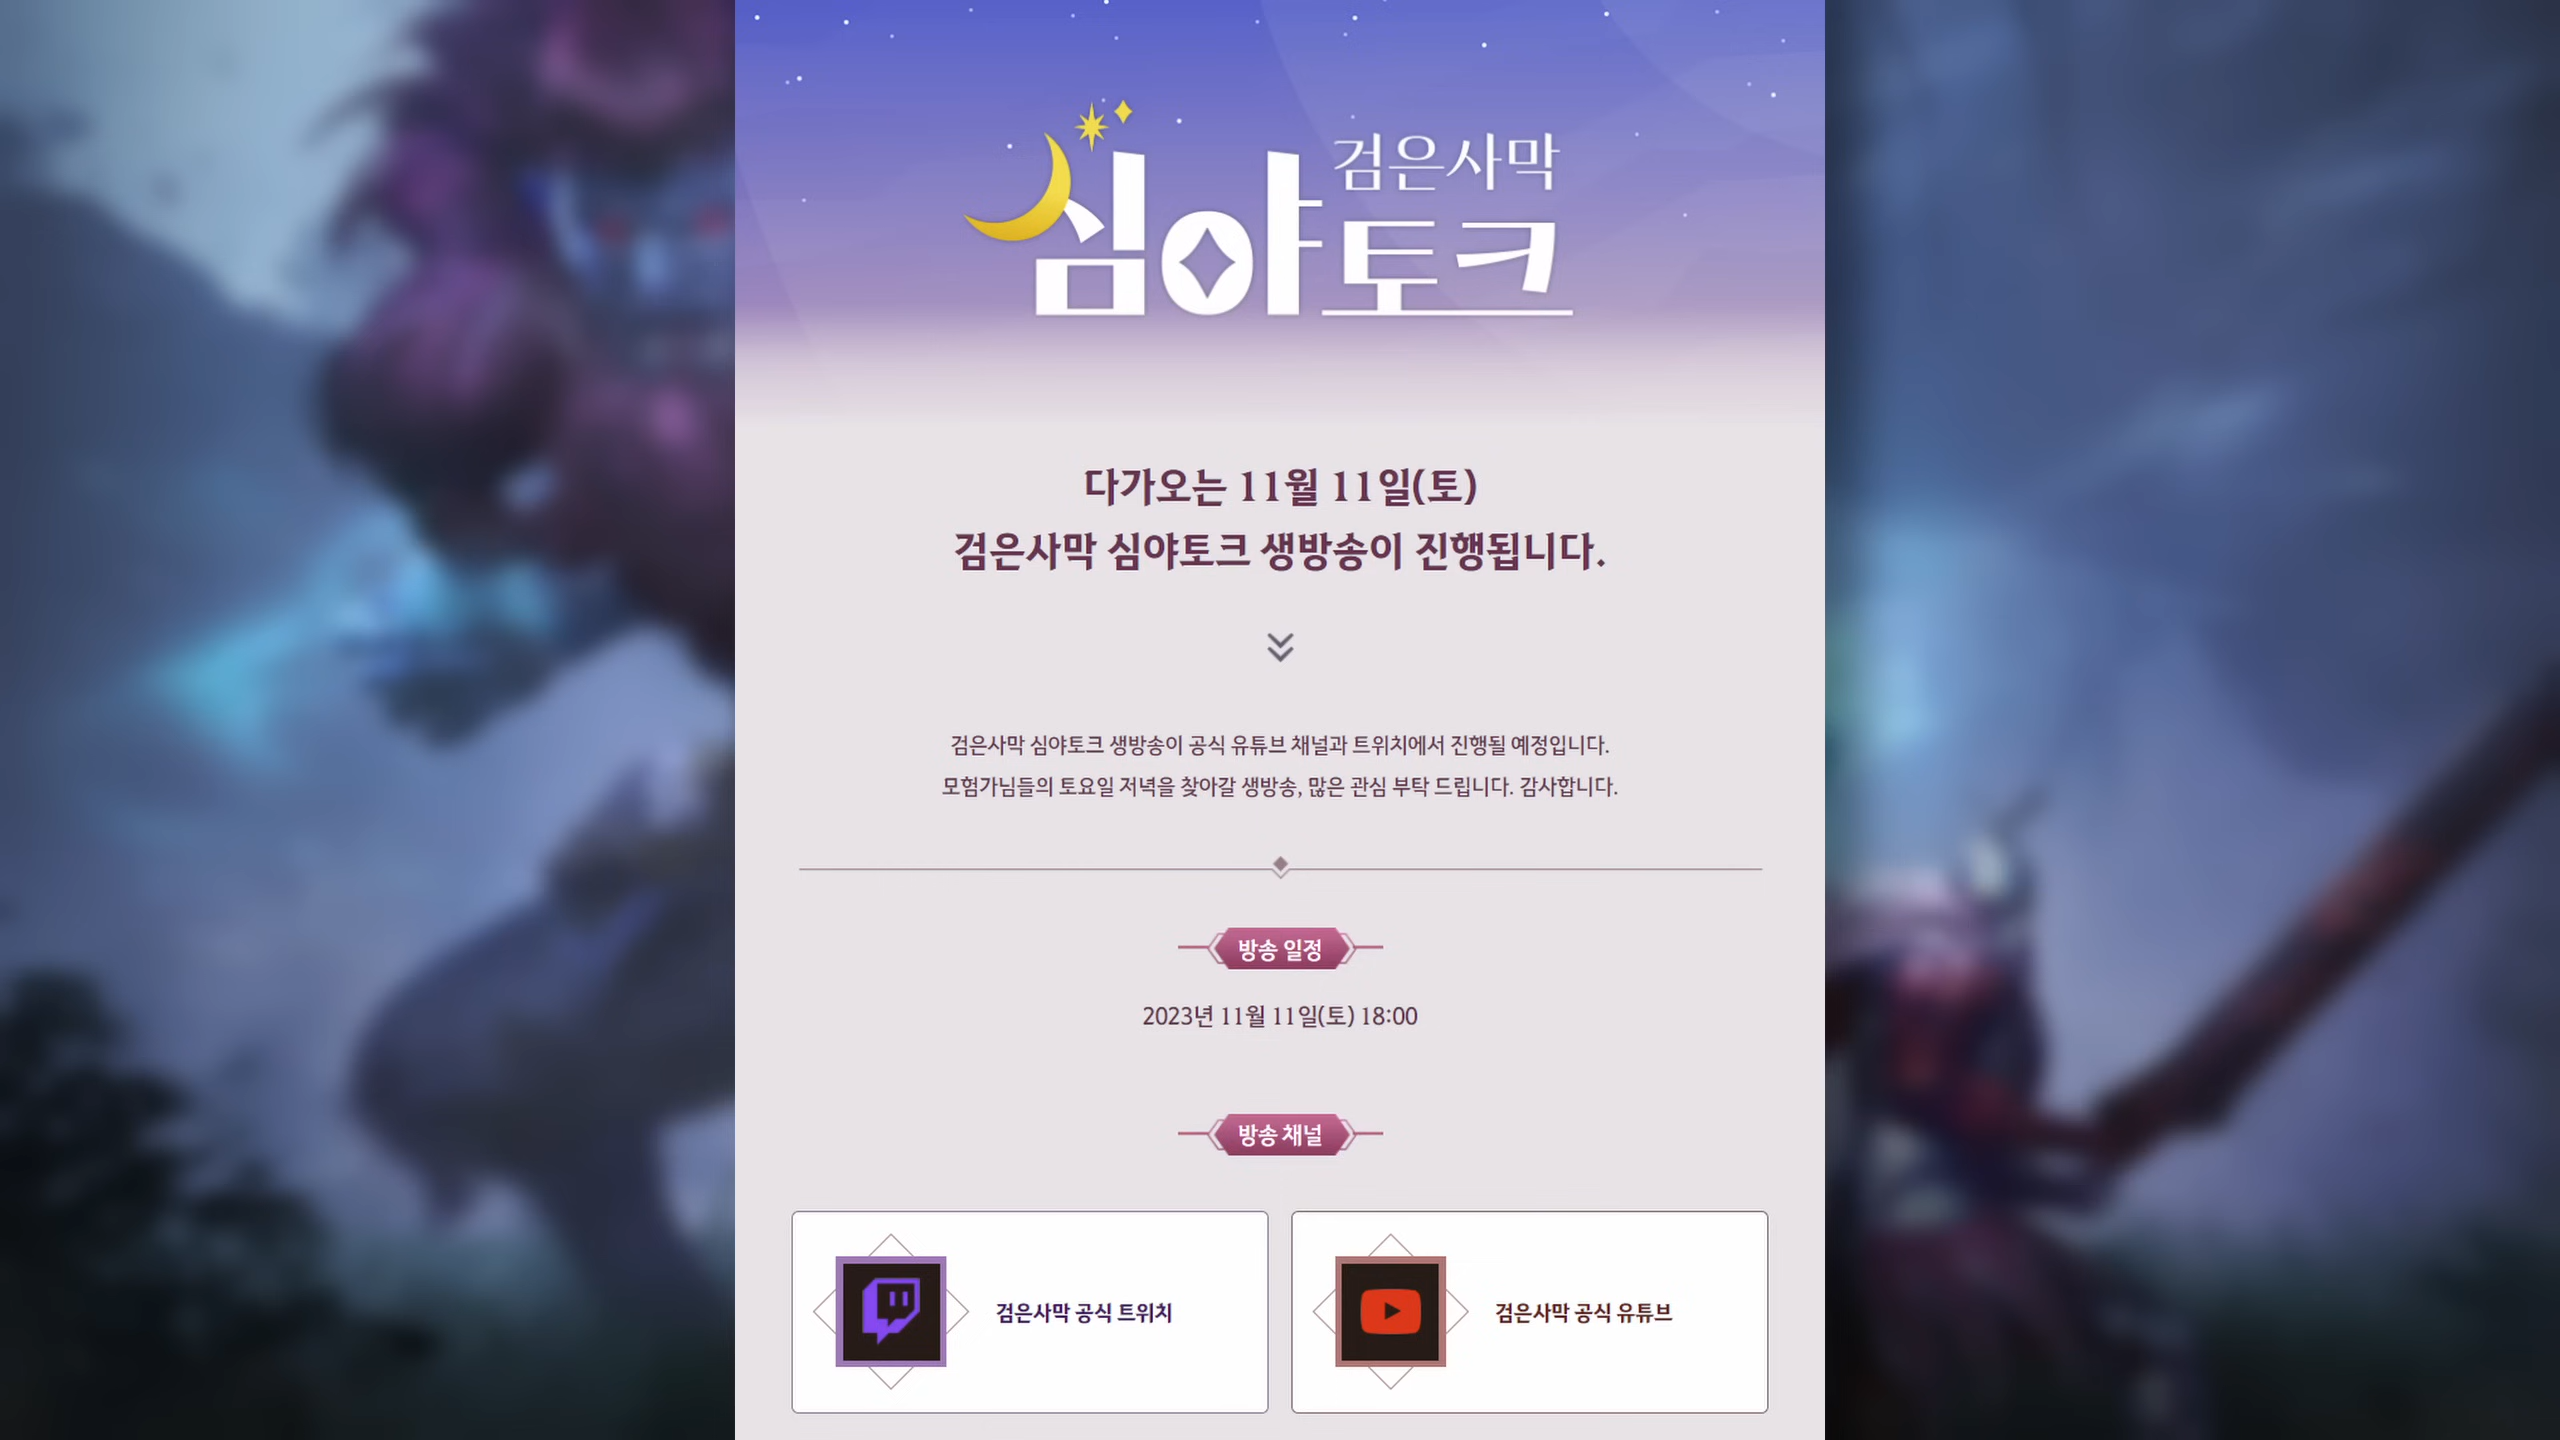 검은사막
심야토크
다가오는 11월 11일(토)
검은사막 심야토크 생방송이 진행됩니다.
검은사막 심야토크 생방송이 공식 유튜브 채널과 트위치에서 진행될 예정입니다.
모험가님들의 토요일 저녁을 찾아갈 생방송, 많은 관심 부탁 드립니다. 감사합니다.
방송 일정
2023년 11월 11일(토) 18:00
방송 채널
검은사막 공식 트위치
검은사막 공식 유튜브